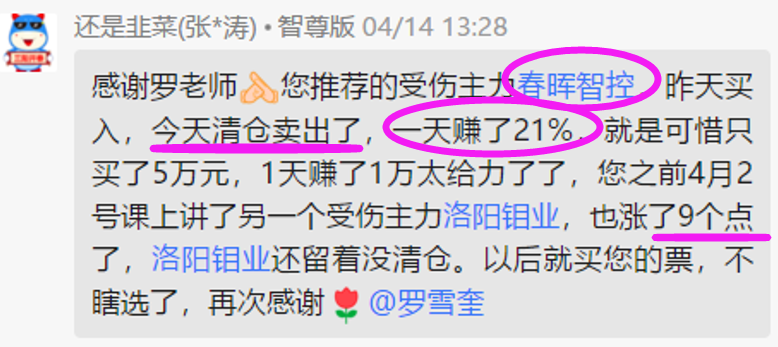 还是韭菜(张*涛)•智尊版 04/14 13:28
感谢罗老师🙏您推荐的受伤主力春晖智控，昨天买
入，今天清仓卖出了，一天赚了21%，就是可惜只
买了5万元，1天赚了1万太给力了了，您之前4月2
号课上讲了另一个受伤主力洛阳钼业，也涨了9个点
了，洛阳钼业还留着没清仓。以后就买您的票，不
瞎选了，再次感谢🌹@罗雪奎